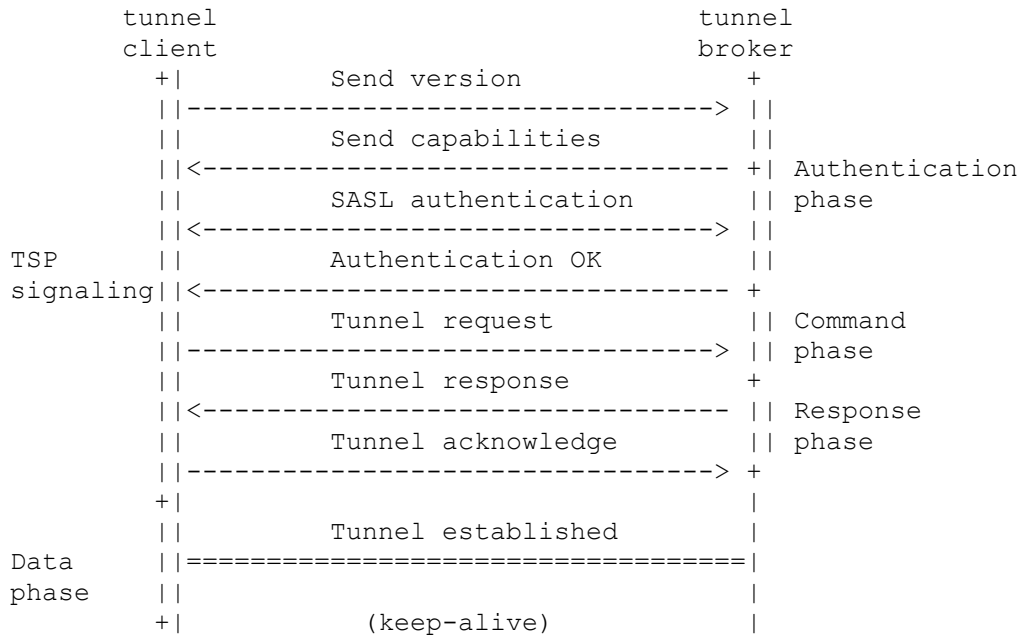 tunnel                              tunnel
       client                              broker
         +|         Send version              +
         ||---------------------------------> ||
         ||         Send capabilities         ||
         ||<--------------------------------- +| Authentication
         ||         SASL authentication       || phase
         ||<--------------------------------> ||
TSP      ||         Authentication OK         ||
signaling||<--------------------------------- +
         ||         Tunnel request            || Command
         ||---------------------------------> || phase
         ||         Tunnel response           +
         ||<--------------------------------- || Response
         ||         Tunnel acknowledge        || phase
         ||---------------------------------> +
         +|                                   |
         ||         Tunnel established        |
Data     ||===================================|
phase    ||                                   |
         +|           (keep-alive)            |